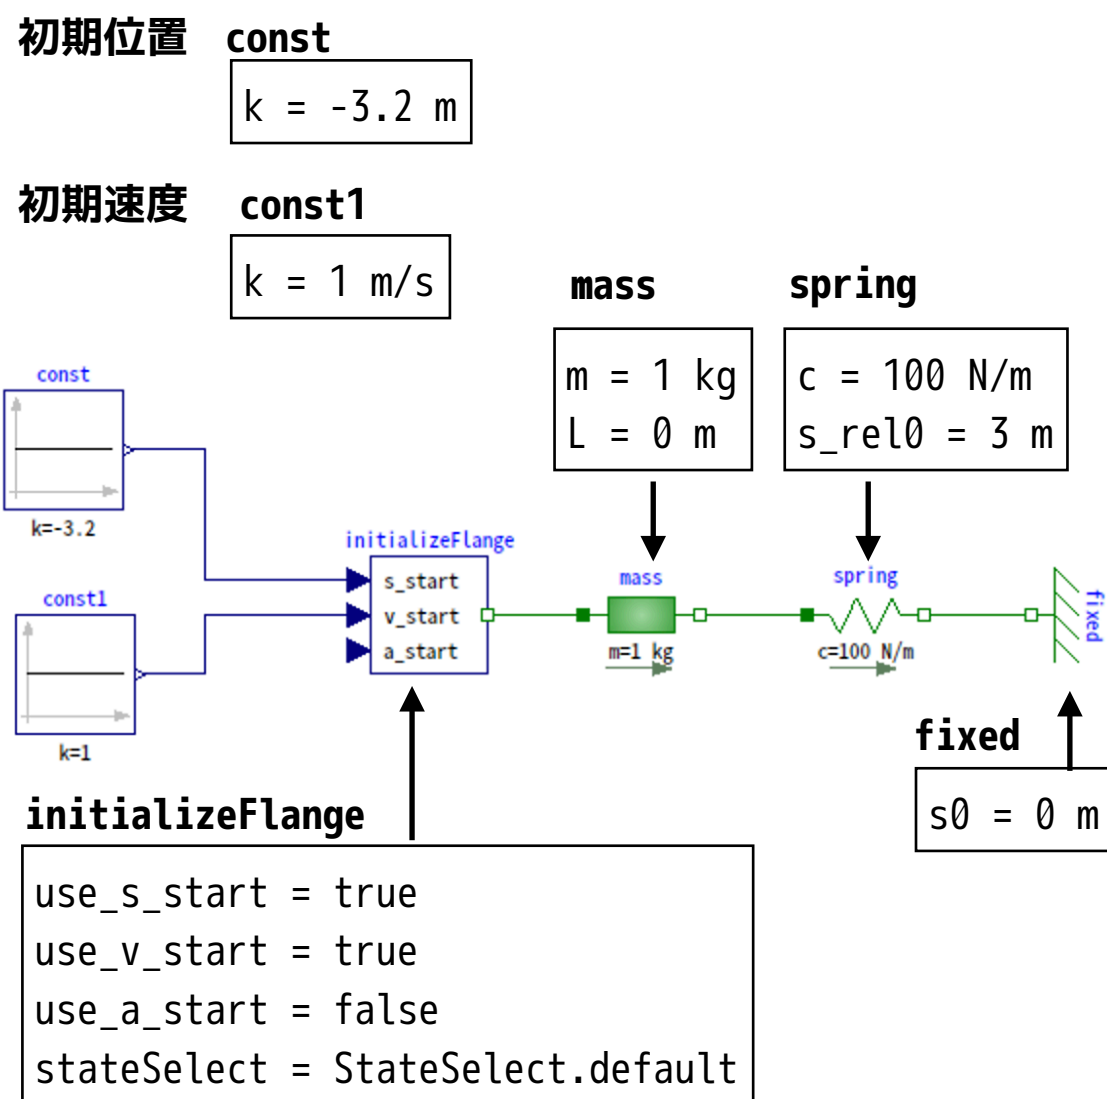 初期位置 const
k = -3.2 m
初期速度 const1
k = 1 m/s
mass
m = 1 kg
L = 0 m
spring
c = 100 N/m
s_rel0 = 3 m
const
k=-3.2
const1
k=1
initializeFlange
s_start
v_start
a_start
mass
m=1 kg
spring
c=100 N/m
fixed
fixed
s0 = 0 m
initializeFlange
use_s_start = true
use_v_start = true
use_a_start = false
stateSelect = StateSelect.default